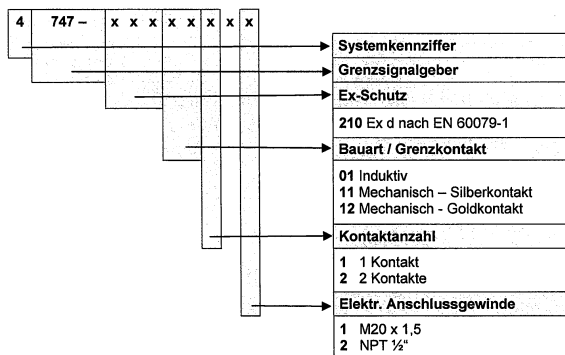 4 747 – x x x x x x x x
Systemkennziffer
Grenzsignalgeber
Ex-Schutz
210 Ex d nach EN 60079-1
Bauart / Grenzkontakt
01 Induktiv
11 Mechanisch – Silberkontakt
12 Mechanisch - Goldkontakt
Kontaktanzahl
1 1 Kontakt
2 2 Kontakte
Elektr. Anschlussgewinde
1 M20 x 1,5
2 NPT ½“